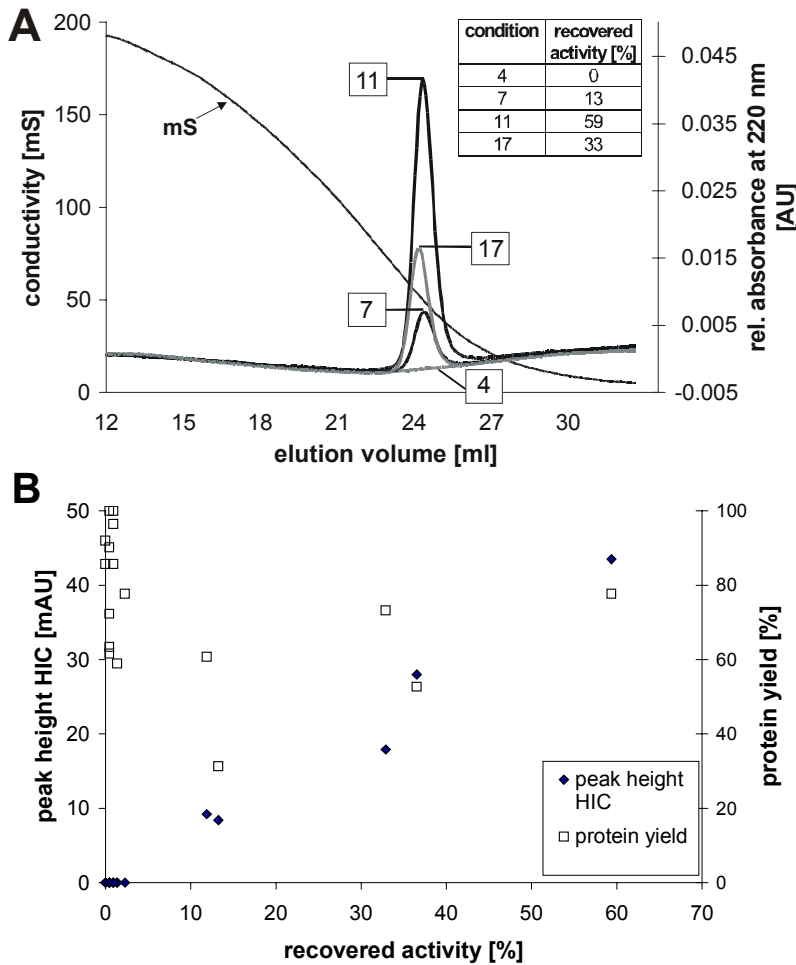 A
200
150
100
50
0
conductivity [mS]
mS
11
17
7
4
condition recovered activity [%]
4 0
7 13
11 59
17 33
0.045
0.035
0.025
0.015
0.005
-0.005
rel. absorbance at 220 nm
[AU]
12 15 18 21 24 27 30
elution volume [ml]
B
50
40
30
20
10
0
peak height HIC [mAU]
100
80
60
40
20
0
protein yield [%]
peak height
HIC
protein yield
0 10 20 30 40 50 60 70
recovered activity [%]